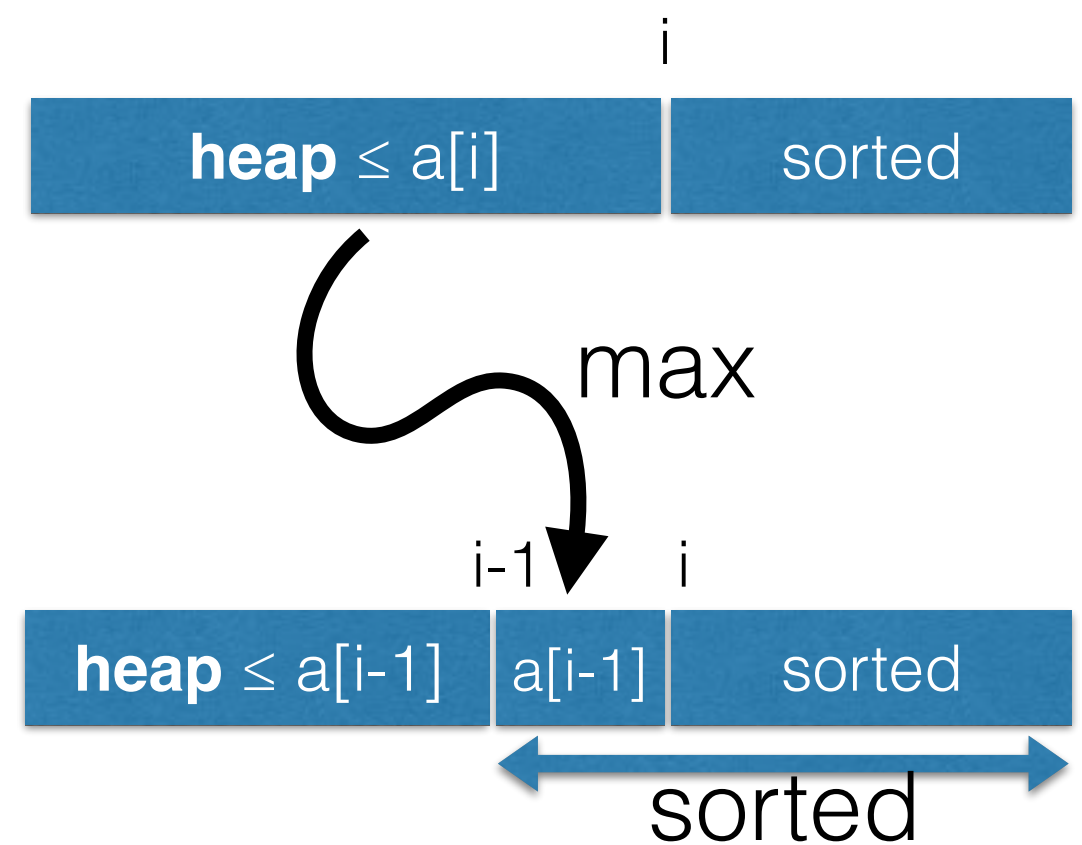 i
heap ≤ a[i] sorted
max
i-1 i
heap ≤ a[i-1] a[i-1] sorted
sorted